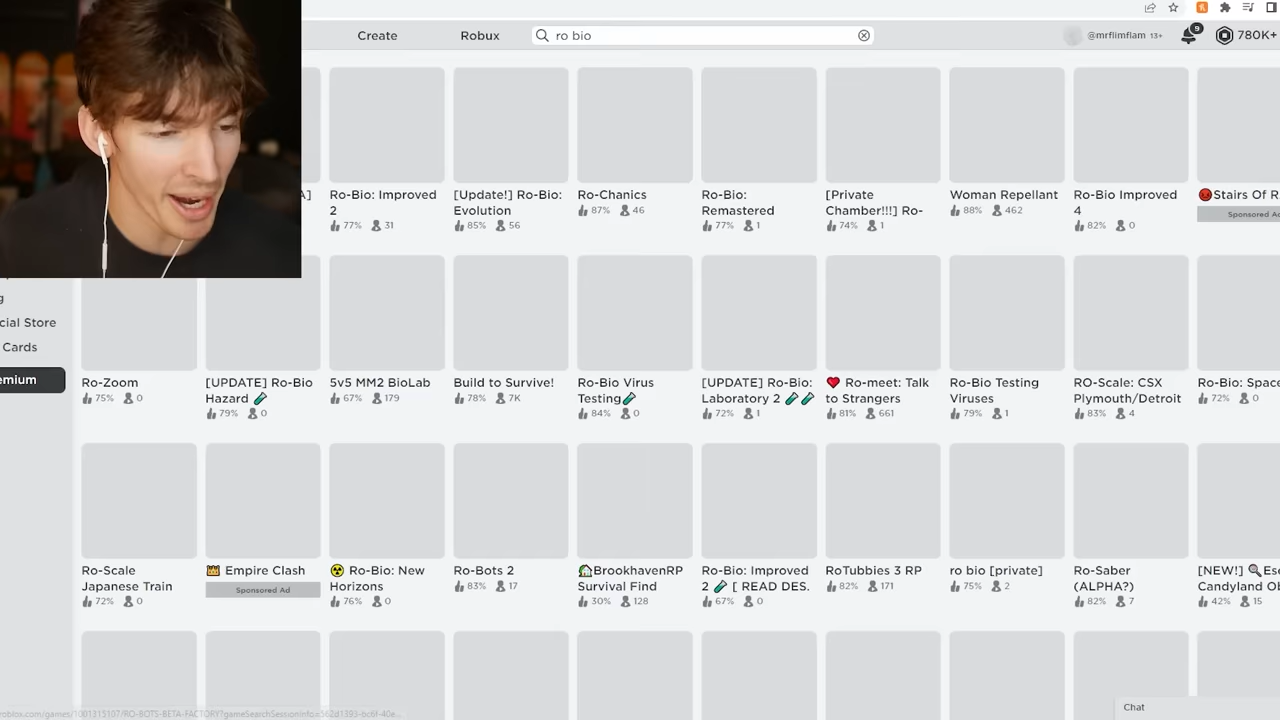 Create
Robux
ro bio
@mrflimflam 13+
9
780K+
A]
Ro-Bio: Improved
2
77% 31
[Update!] Ro-Bio:
Evolution
85% 56
Ro-Chanics
87% 46
Ro-Bio:
Remastered
77% 1
[Private
Chamber!!!] Ro-
74% 1
Woman Repellant
88% 462
Ro-Bio Improved
4
82% 0
😡Stairs Of R
Sponsored Ad
g
cial Store
Cards
emium
Ro-Zoom
75% 0
[UPDATE] Ro-Bio
Hazard 🧪
79% 0
5v5 MM2 BioLab
67% 179
Build to Survive!
78% 7K
Ro-Bio Virus
Testing🧪
84% 0
[UPDATE] Ro-Bio:
Laboratory 2 🧪🧪
72% 1
❤️ Ro-meet: Talk
to Strangers
81% 661
Ro-Bio Testing
Viruses
79% 1
RO-Scale: CSX
Plymouth/Detroit
83% 4
Ro-Bio: Space
72% 0
Ro-Scale
Japanese Train
72% 0
Empire Clash
Sponsored Ad
☢️ Ro-Bio: New
Horizons
76% 0
Ro-Bots 2
83% 17
🏠BrookhavenRP
Survival Find
30% 128
Ro-Bio: Improved
2 🧪 [ READ DES.
67% 0
RoTubbies 3 RP
82% 171
ro bio [private]
75% 2
Ro-Saber
(ALPHA?)
82% 7
[NEW!] 🔍Esc
Candyland Ob
42% 15
Chat